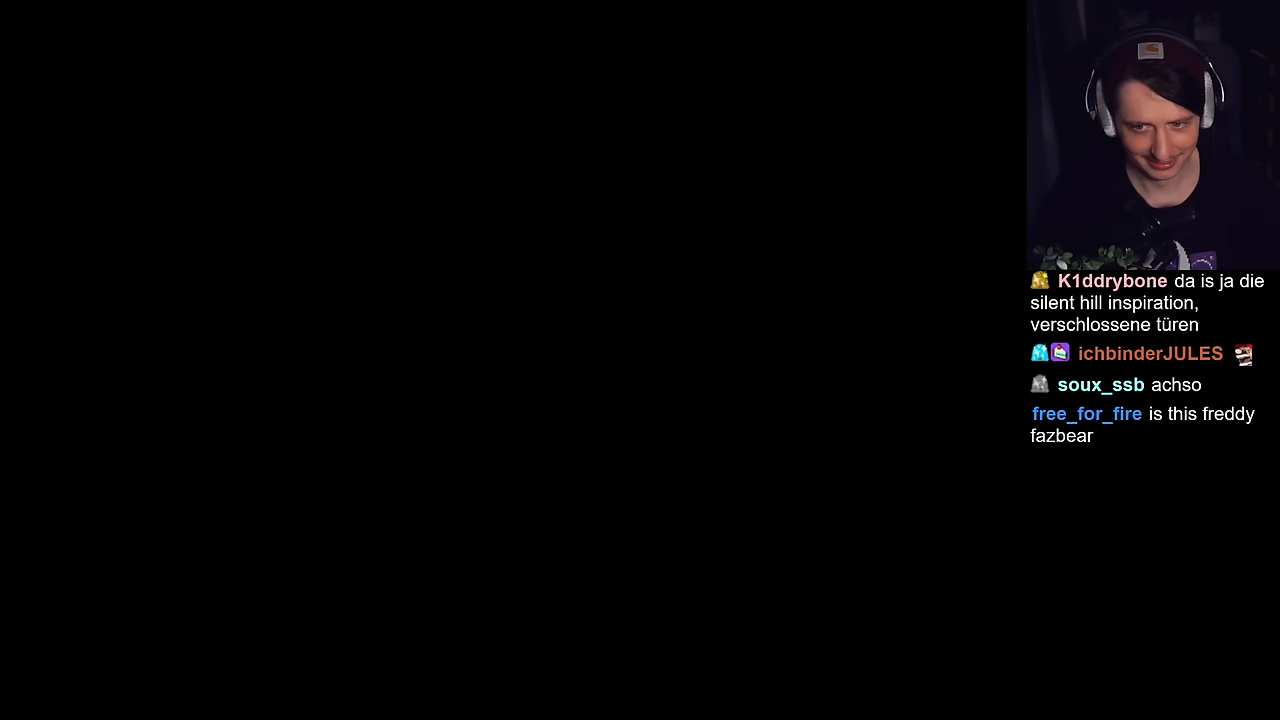 K1ddrybone da is ja die
silent hill inspiration,
verschlossene türen
ichbinderJULES
soux_ssb achso
free_for_fire is this freddy
fazbear